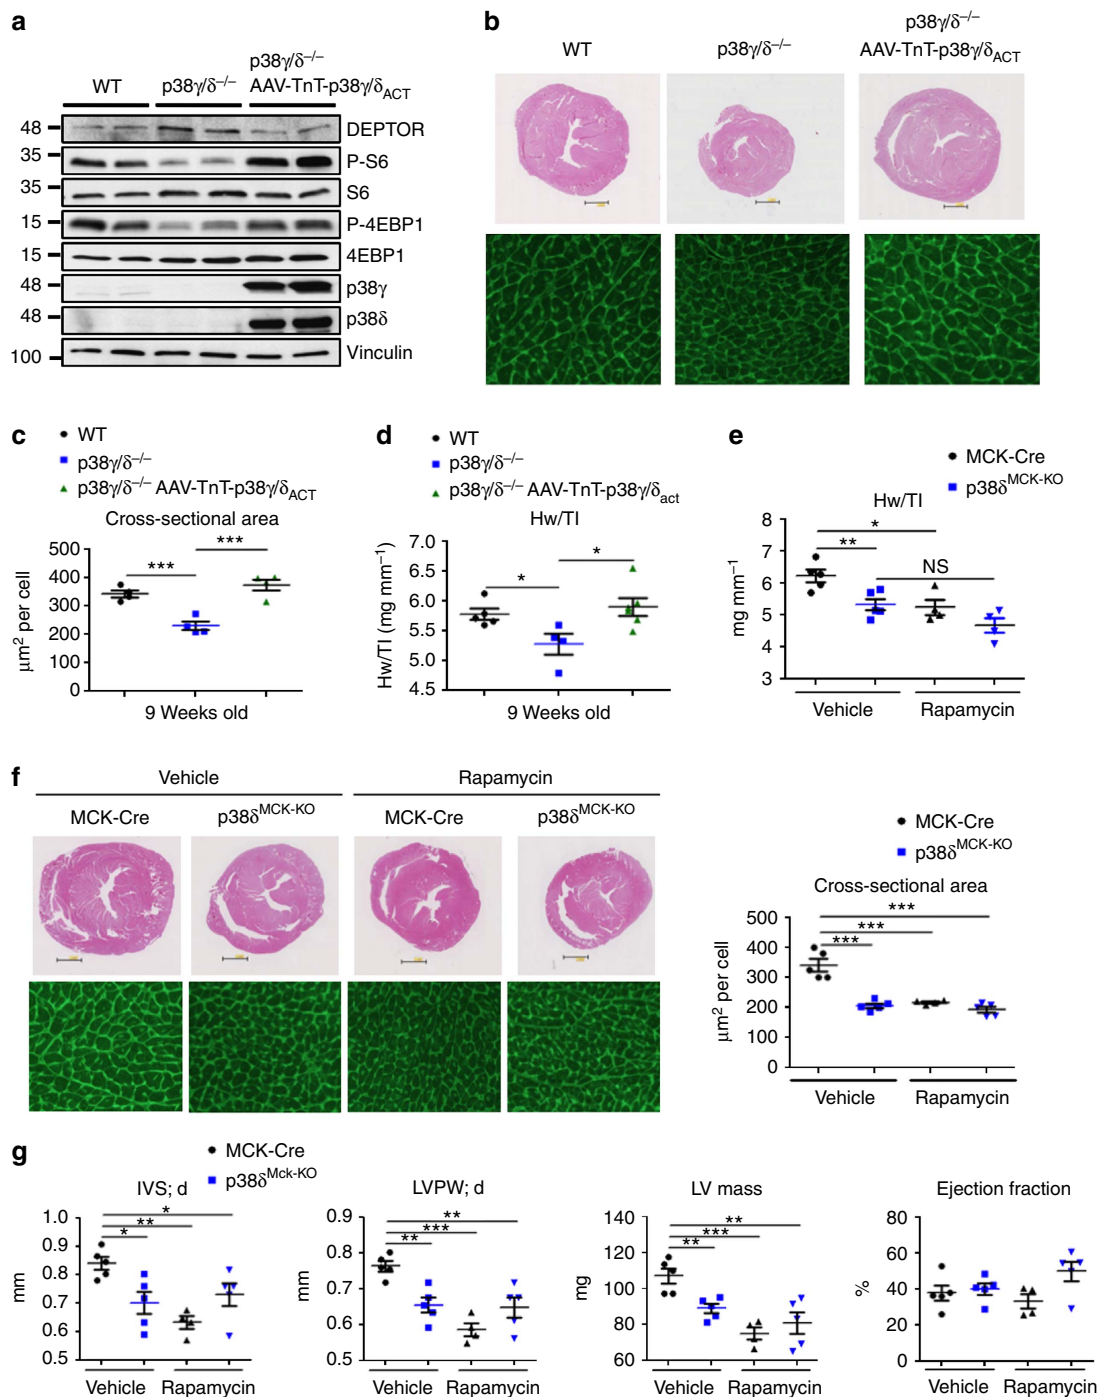 a
WT
p38γ/δ–/–
p38γ/δ–/–
AAV-TnT-p38γ/δACT
48
DEPTOR
35
P-S6
35
S6
15
P-4EBP1
15
4EBP1
48
p38γ
48
p38δ
100
Vinculin
b
WT
p38γ/δ–/–
p38γ/δ–/–
AAV-TnT-p38γ/δACT
c
WT
p38γ/δ–/–
p38γ/δ–/– AAV-TnT-p38γ/δACT
Cross-sectional area
***
***
500
400
300
200
100
0
μm2 per cell
9 Weeks old
d
WT
p38γ/δ–/–
p38γ/δ–/– AAV-TnT-p38γ/δact
Hw/TI
*
*
7.0
6.5
6.0
5.5
5.0
4.5
Hw/TI (mg mm–1)
9 Weeks old
e
MCK-Cre
p38δMCK-KO
Hw/TI
*
**
NS
8
7
6
5
4
3
mg mm–1
Vehicle
Rapamycin
f
Vehicle
Rapamycin
MCK-Cre
p38δMCK-KO
MCK-Cre
p38δMCK-KO
MCK-Cre
p38δMCK-KO
Cross-sectional area
***
***
***
500
400
300
200
100
0
μm2 per cell
Vehicle
Rapamycin
g
MCK-Cre
p38δMck-KO
IVS; d
*
**
*
1.0
0.9
0.8
0.7
0.6
0.5
mm
Vehicle
Rapamycin
LVPW; d
**
***
**
0.9
0.8
0.7
0.6
0.5
mm
Vehicle
Rapamycin
LV mass
**
***
**
140
120
100
80
60
mg
Vehicle
Rapamycin
Ejection fraction
80
60
40
20
0
%
Vehicle
Rapamycin